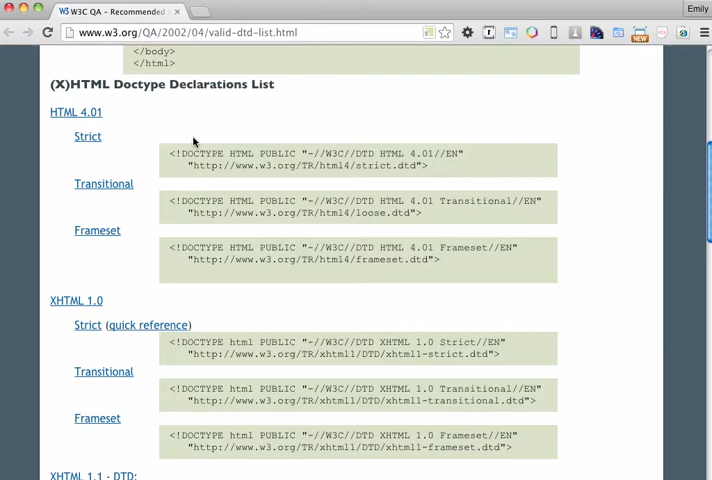 W3C QA - Recommended
Emily
www.w3.org/QA/2002/04/valid-dtd-list.html
NEW
</body>
</html>
(X)HTML Doctype Declarations List
HTML 4.01
Strict
<!DOCTYPE HTML PUBLIC "-//W3C//DTD HTML 4.01//EN"
"http://www.w3.org/TR/html4/strict.dtd">
Transitional
<!DOCTYPE HTML PUBLIC "-//W3C//DTD HTML 4.01 Transitional//EN"
"http://www.w3.org/TR/html4/loose.dtd">
Frameset
<!DOCTYPE HTML PUBLIC "-//W3C//DTD HTML 4.01 Frameset//EN"
"http://www.w3.org/TR/html4/frameset.dtd">
XHTML 1.0
Strict (quick reference)
<!DOCTYPE html PUBLIC "-//W3C//DTD XHTML 1.0 Strict//EN"
"http://www.w3.org/TR/xhtml1/DTD/xhtml1-strict.dtd">
Transitional
<!DOCTYPE html PUBLIC "-//W3C//DTD XHTML 1.0 Transitional//EN"
"http://www.w3.org/TR/xhtml1/DTD/xhtml1-transitional.dtd">
Frameset
<!DOCTYPE html PUBLIC "-//W3C//DTD XHTML 1.0 Frameset//EN"
"http://www.w3.org/TR/xhtml1/DTD/xhtml1-frameset.dtd">
XHTML 1.1 - DTD: